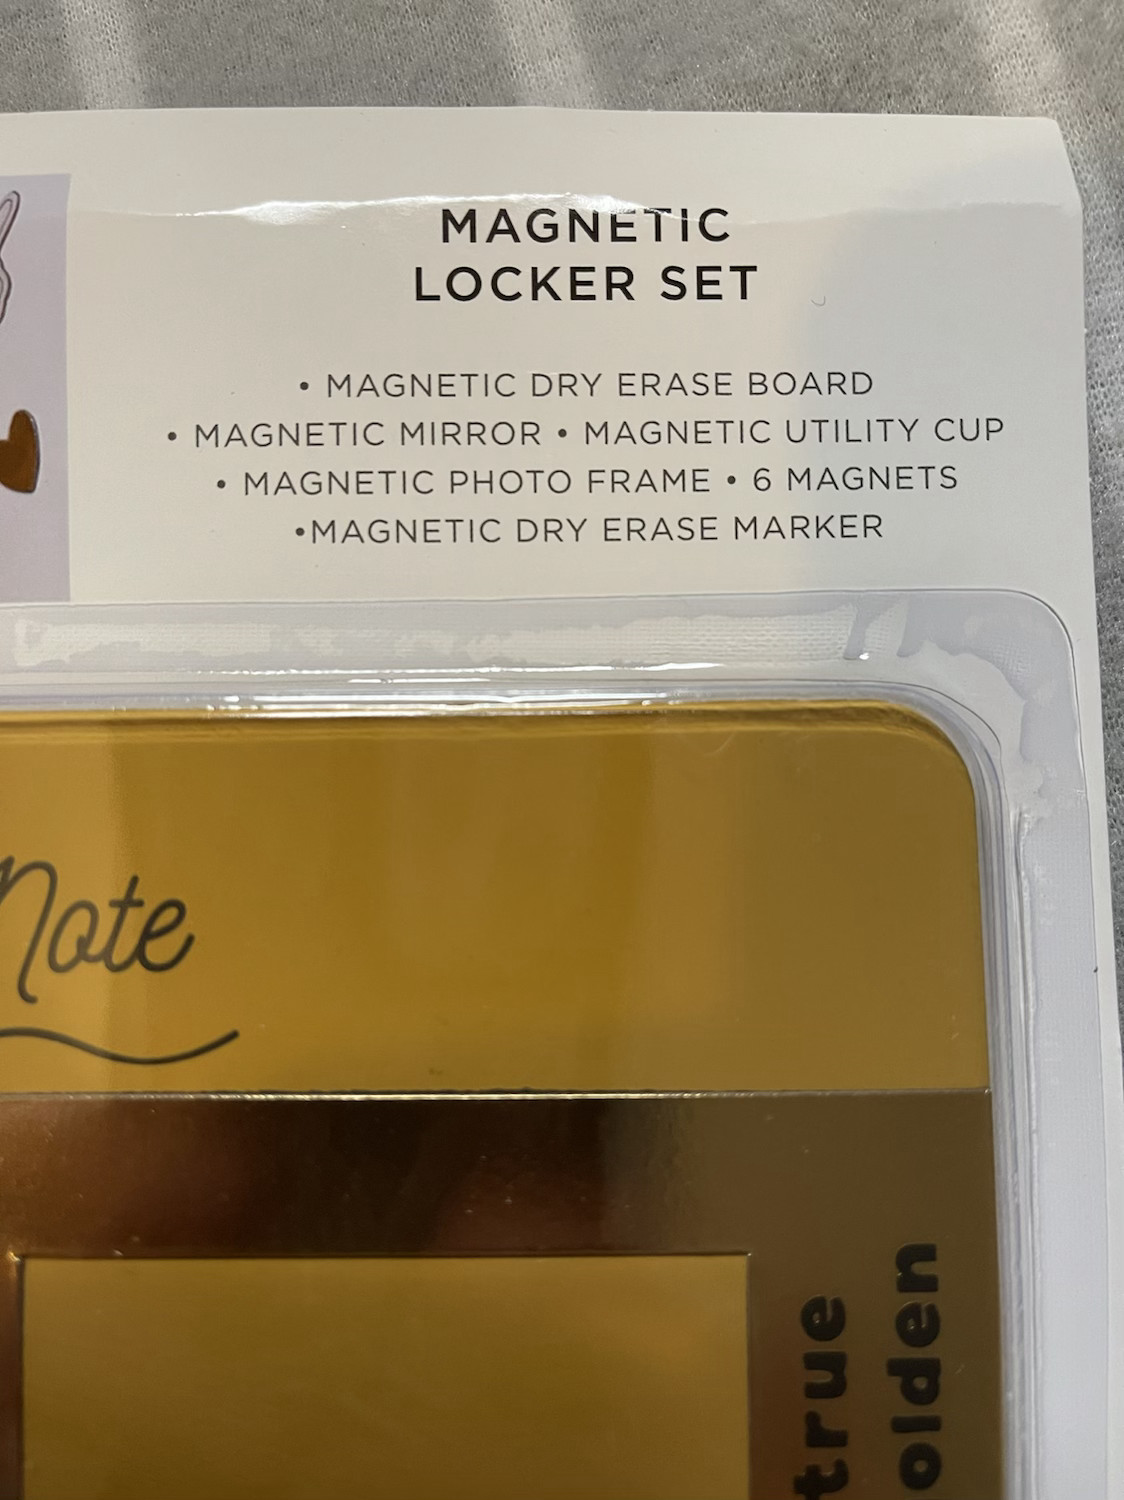 MAGNETIC
LOCKER SET
• MAGNETIC DRY ERASE BOARD
• MAGNETIC MIRROR • MAGNETIC UTILITY CUP
• MAGNETIC PHOTO FRAME • 6 MAGNETS
•MAGNETIC DRY ERASE MARKER
Note
true
olden